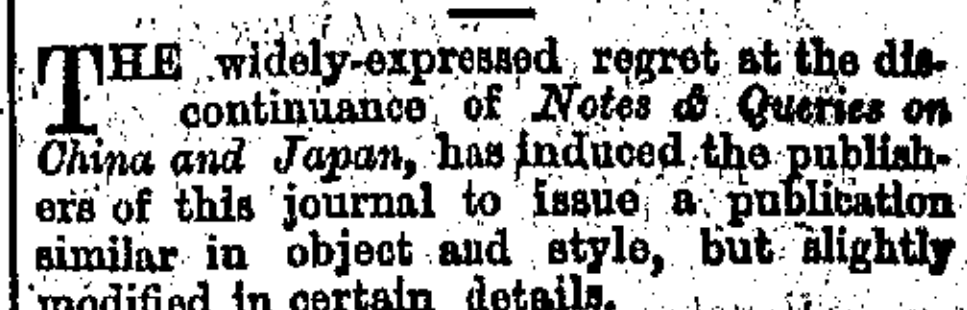 THE widely-expressed regret at the dis-
continuance of Notes & Queries on
China and Japan, has induced the publish-
ers of this journal to issue a publication
similar in object and style, but slightly
modified in certain details.